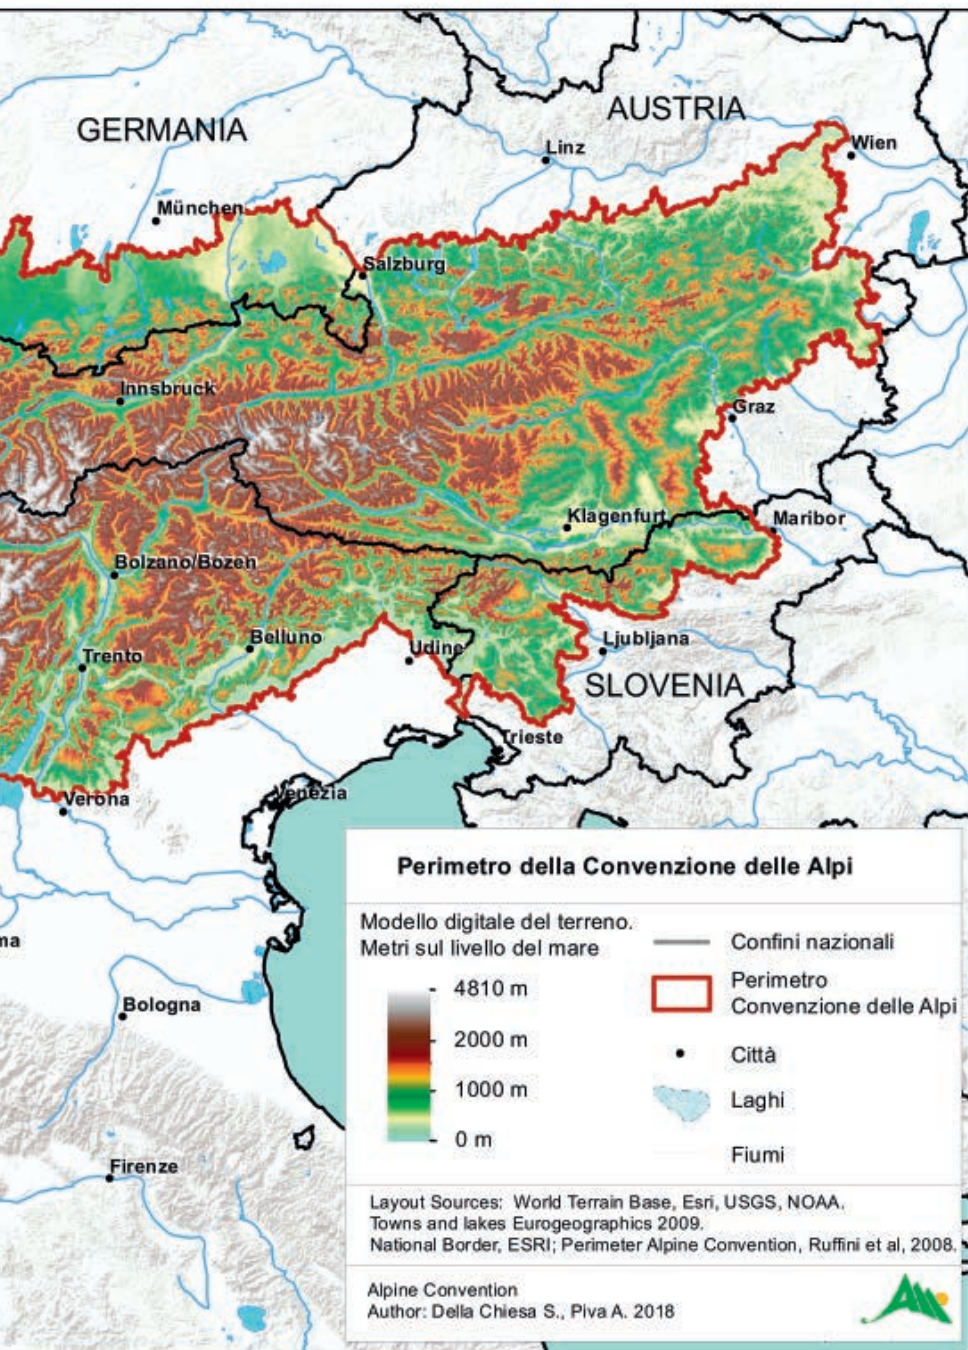 AUSTRIA
GERMANIA
Linz
Wien
München
Salzburg
Innsbruck
Graz
Klagenfurt
Maribor
Bolzano/Bozen
Belluno
Udine
Ljubljana
Trento
SLOVENIA
Trieste
Verona
Venezia
ma
Bologna
Firenze
Perimetro della Convenzione delle Alpi
Modello digitale del terreno.
Metri sul livello del mare
4810 m
2000 m
1000 m
0 m
Confini nazionali
Perimetro
Convenzione delle Alpi
Città
Laghi
Fiumi
Layout Sources: World Terrain Base, Esri, USGS, NOAA.
Towns and lakes Eurogeographics 2009.
National Border, ESRI; Perimeter Alpine Convention, Ruffini et al, 2008.
Alpine Convention
Author: Della Chiesa S., Piva A. 2018